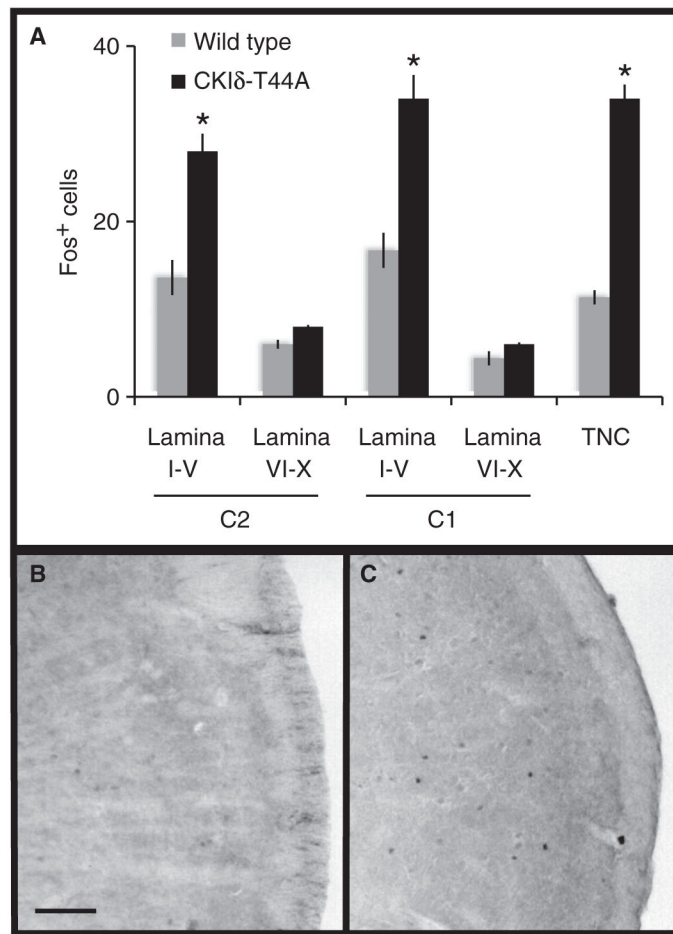 A
Wild type
CKIδ-T44A
40
20
0
Fos⁺ cells
*
*
*
Lamina I-V
Lamina VI-X
Lamina I-V
Lamina VI-X
TNC
C2
C1
B
C